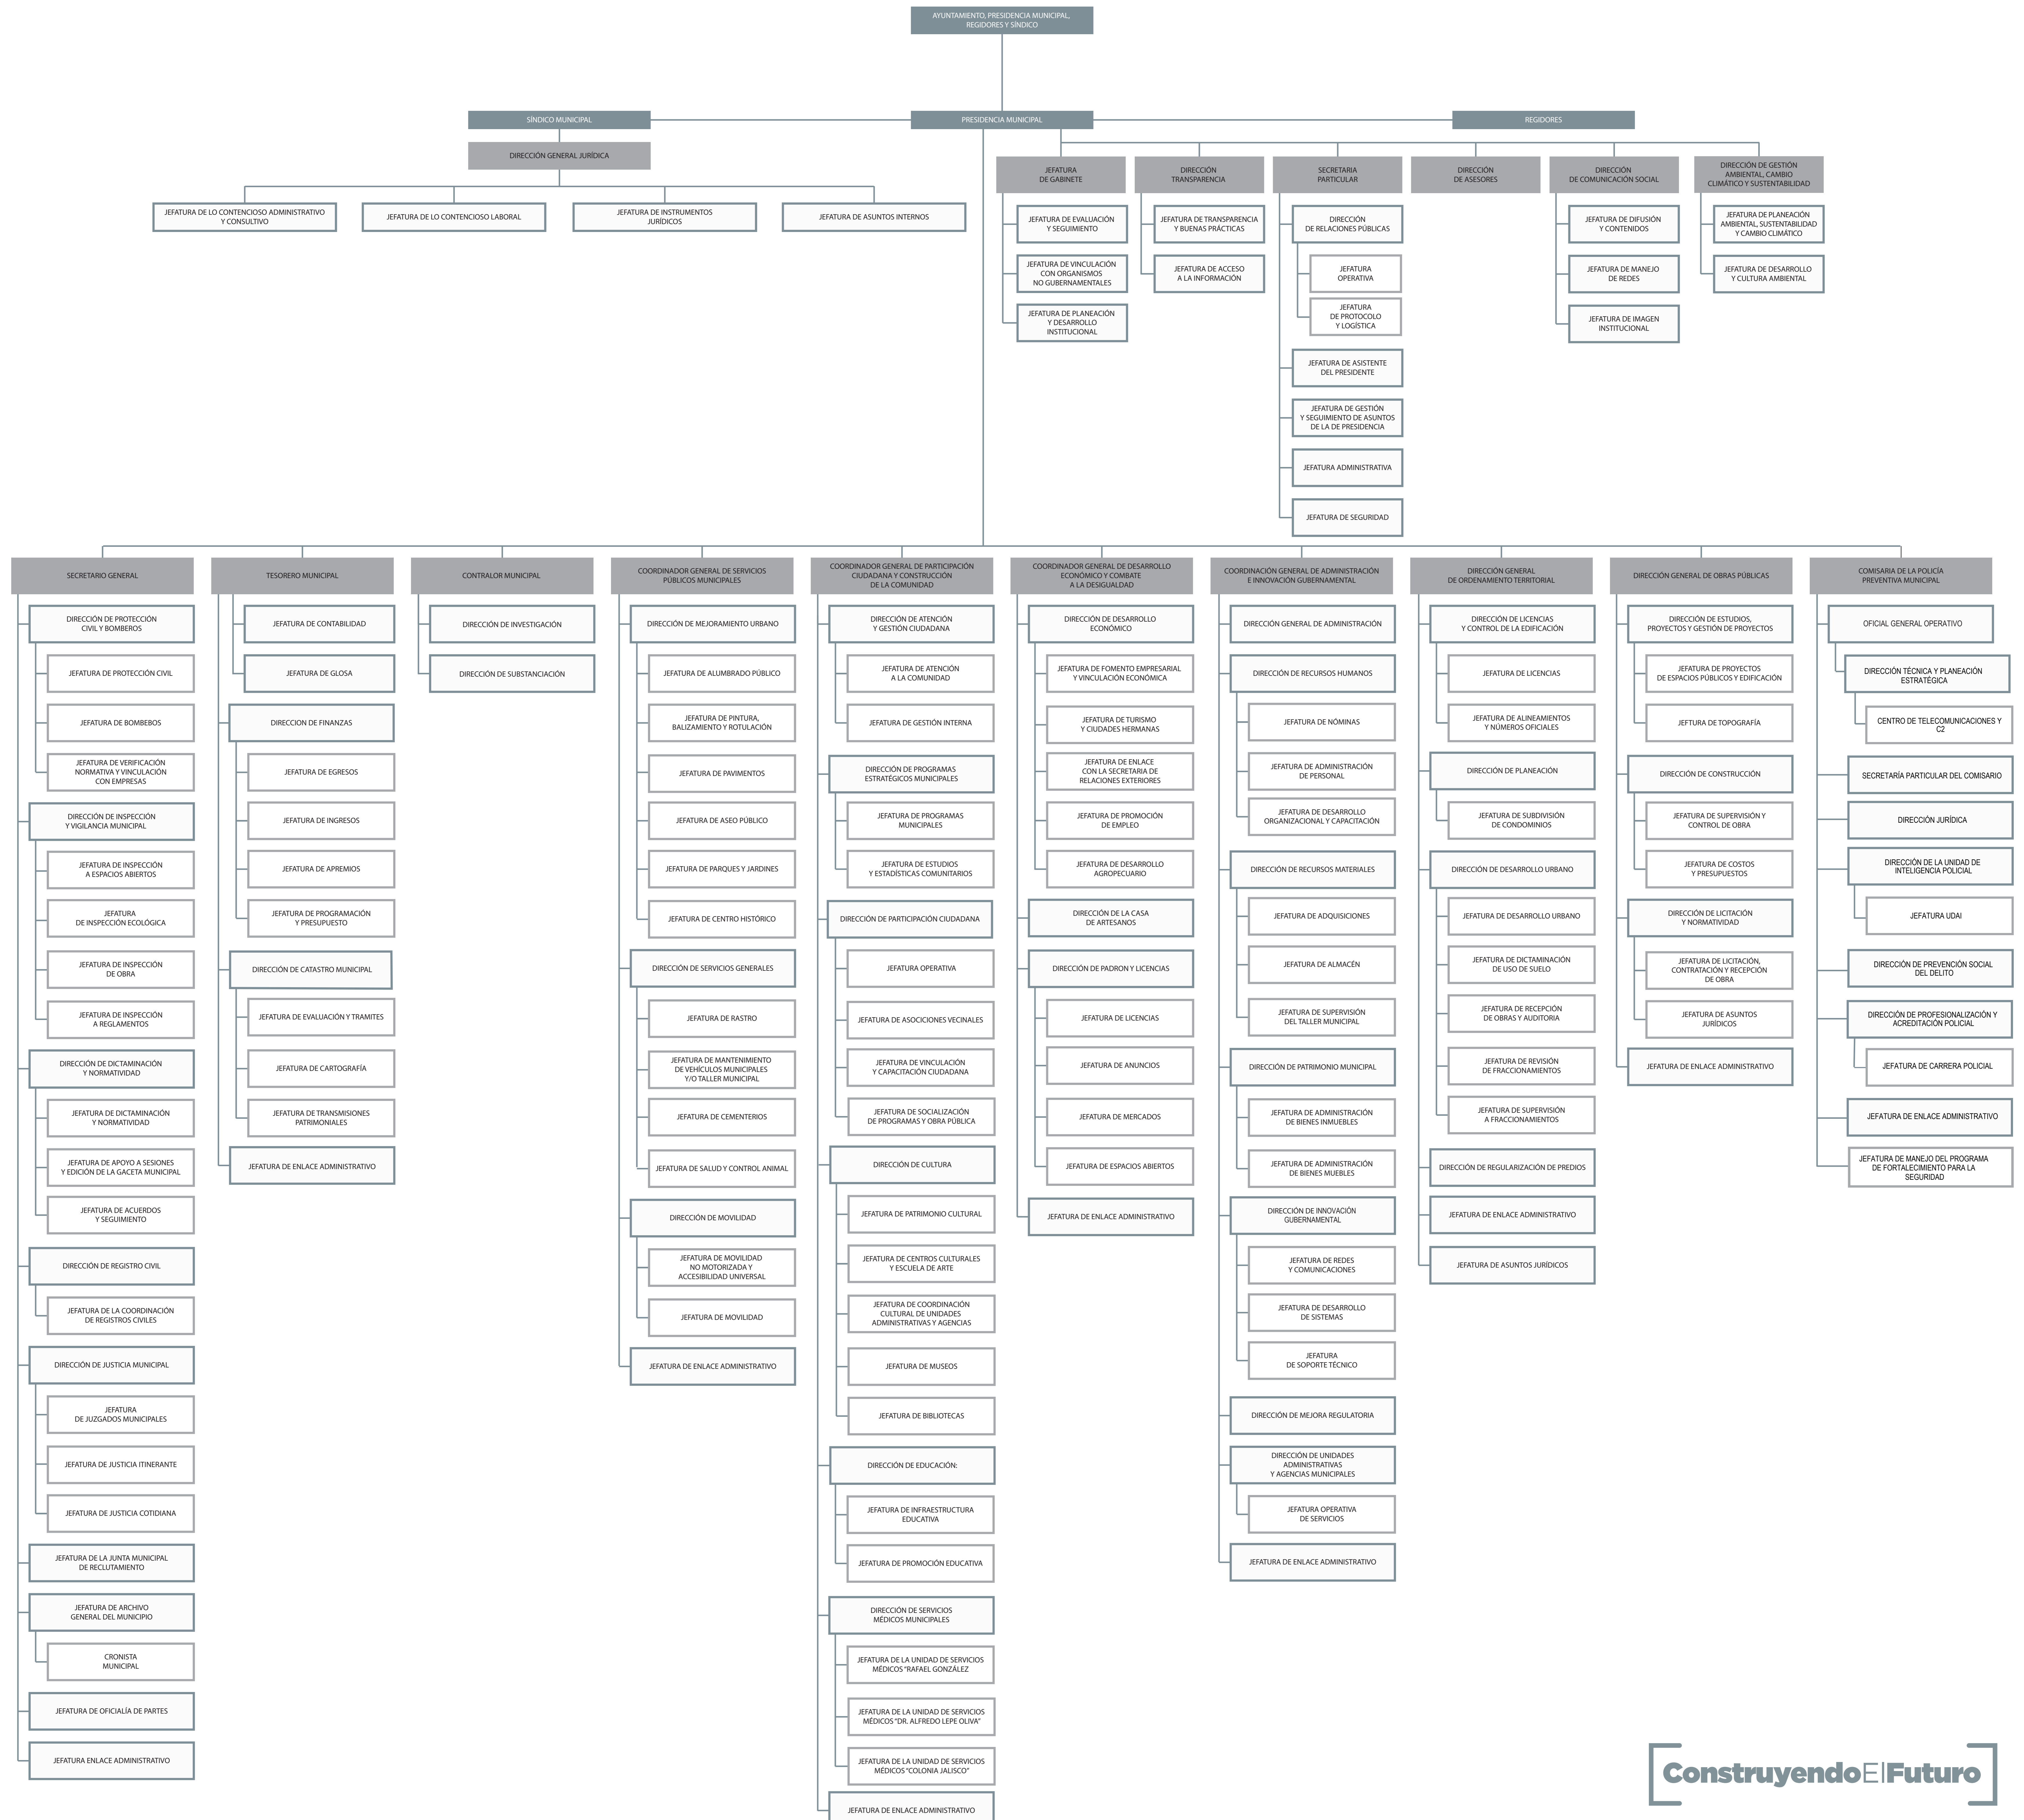 AYUNTAMIENTO, PRESIDENCIA MUNICIPAL,
REGIDORES Y SÍNDICO
SÍNDICO MUNICIPAL
PRESIDENCIA MUNICIPAL
REGIDORES
DIRECCIÓN GENERAL JURÍDICA
JEFATURA DE LO CONTENCIOSO ADMINISTRATIVO
Y CONSULTIVO
JEFATURA DE LO CONTENCIOSO LABORAL
JEFATURA DE INSTRUMENTOS
JURÍDICOS
JEFATURA DE ASUNTOS INTERNOS
JEFATURA
DE GABINETE
JEFATURA DE EVALUACIÓN
Y SEGUIMIENTO
JEFATURA DE VINCULACIÓN
CON ORGANISMOS
NO GUBERNAMENTALES
JEFATURA DE PLANEACIÓN
Y DESARROLLO
INSTITUCIONAL
DIRECCIÓN
TRANSPARENCIA
JEFATURA DE TRANSPARENCIA
Y BUENAS PRÁCTICAS
JEFATURA DE ACCESO
A LA INFORMACIÓN
SECRETARIA
PARTICULAR
DIRECCIÓN
DE RELACIONES PÚBLICAS
JEFATURA
OPERATIVA
JEFATURA
DE PROTOCOLO
Y LOGÍSTICA
JEFATURA DE ASISTENTE
DEL PRESIDENTE
JEFATURA DE GESTIÓN
Y SEGUIMIENTO DE ASUNTOS
DE LA DE PRESIDENCIA
JEFATURA ADMINISTRATIVA
JEFATURA DE SEGURIDAD
DIRECCIÓN
DE ASESORES
DIRECCIÓN
DE COMUNICACIÓN SOCIAL
JEFATURA DE DIFUSIÓN
Y CONTENIDOS
JEFATURA DE MANEJO
DE REDES
JEFATURA DE IMAGEN
INSTITUCIONAL
DIRECCIÓN DE GESTIÓN
AMBIENTAL, CAMBIO
CLIMÁTICO Y SUSTENTABILIDAD
JEFATURA DE PLANEACIÓN
AMBIENTAL, SUSTENTABILIDAD
Y CAMBIO CLIMÁTICO
JEFATURA DE DESARROLLO
Y CULTURA AMBIENTAL
SECRETARIO GENERAL
DIRECCIÓN DE PROTECCIÓN
CIVIL Y BOMBEROS
JEFATURA DE PROTECCIÓN CIVIL
JEFATURA DE BOMBEBOS
JEFATURA DE VERIFICACIÓN
NORMATIVA Y VINCULACIÓN
CON EMPRESAS
DIRECCIÓN DE INSPECCIÓN
Y VIGILANCIA MUNICIPAL
JEFATURA DE INSPECCIÓN
A ESPACIOS ABIERTOS
JEFATURA
DE INSPECCIÓN ECOLÓGICA
JEFATURA DE INSPECCIÓN
DE OBRA
JEFATURA DE INSPECCIÓN
A REGLAMENTOS
DIRECCIÓN DE DICTAMINACIÓN
Y NORMATIVIDAD
JEFATURA DE DICTAMINACIÓN
Y NORMATIVIDAD
JEFATURA DE APOYO A SESIONES
Y EDICIÓN DE LA GACETA MUNICIPAL
JEFATURA DE ACUERDOS
Y SEGUIMIENTO
DIRECCIÓN DE REGISTRO CIVIL
JEFATURA DE LA COORDINACIÓN
DE REGISTROS CIVILES
DIRECCIÓN DE JUSTICIA MUNICIPAL
JEFATURA
DE JUZGADOS MUNICIPALES
JEFATURA DE JUSTICIA ITINERANTE
JEFATURA DE JUSTICIA COTIDIANA
JEFATURA DE LA JUNTA MUNICIPAL
DE RECLUTAMIENTO
JEFATURA DE ARCHIVO
GENERAL DEL MUNICIPIO
CRONISTA
MUNICIPAL
JEFATURA DE OFICIALÍA DE PARTES
JEFATURA ENLACE ADMINISTRATIVO
TESORERO MUNICIPAL
JEFATURA DE CONTABILIDAD
JEFATURA DE GLOSA
DIRECCION DE FINANZAS
JEFATURA DE EGRESOS
JEFATURA DE INGRESOS
JEFATURA DE APREMIOS
JEFATURA DE PROGRAMACIÓN
Y PRESUPUESTO
DIRECCIÓN DE CATASTRO MUNICIPAL
JEFATURA DE EVALUACIÓN Y TRAMITES
JEFATURA DE CARTOGRAFÍA
JEFATURA DE TRANSMISIONES
PATRIMONIALES
JEFATURA DE ENLACE ADMINISTRATIVO
CONTRALOR MUNICIPAL
DIRECCIÓN DE INVESTIGACIÓN
DIRECCIÓN DE SUBSTANCIACIÓN
COORDINADOR GENERAL DE SERVICIOS
PÚBLICOS MUNICIPALES
DIRECCIÓN DE MEJORAMIENTO URBANO
JEFATURA DE ALUMBRADO PÚBLICO
JEFATURA DE PINTURA,
BALIZAMIENTO Y ROTULACIÓN
JEFATURA DE PAVIMENTOS
JEFATURA DE ASEO PÚBLICO
JEFATURA DE PARQUES Y JARDINES
JEFATURA DE CENTRO HISTÓRICO
DIRECCIÓN DE SERVICIOS GENERALES
JEFATURA DE RASTRO
JEFATURA DE MANTENIMIENTO
DE VEHÍCULOS MUNICIPALES
Y/O TALLER MUNICIPAL
JEFATURA DE CEMENTERIOS
JEFATURA DE SALUD Y CONTROL ANIMAL
DIRECCIÓN DE MOVILIDAD
JEFATURA DE MOVILIDAD
NO MOTORIZADA Y
ACCESIBILIDAD UNIVERSAL
JEFATURA DE MOVILIDAD
JEFATURA DE ENLACE ADMINISTRATIVO
COORDINADOR GENERAL DE PARTICIPACIÓN
CIUDADANA Y CONSTRUCCIÓN
DE LA COMUNIDAD
DIRECCIÓN DE ATENCIÓN
Y GESTIÓN CIUDADANA
JEFATURA DE ATENCIÓN
A LA COMUNIDAD
JEFATURA DE GESTIÓN INTERNA
DIRECCIÓN DE PROGRAMAS
ESTRATÉGICOS MUNICIPALES
JEFATURA DE PROGRAMAS
MUNICIPALES
JEFATURA DE ESTUDIOS
Y ESTADÍSTICAS COMUNITARIOS
DIRECCIÓN DE PARTICIPACIÓN CIUDADANA
JEFATURA OPERATIVA
JEFATURA DE ASOCICIONES VECINALES
JEFATURA DE VINCULACIÓN
Y CAPACITACIÓN CIUDADANA
JEFATURA DE SOCIALIZACIÓN
DE PROGRAMAS Y OBRA PÚBLICA
DIRECCIÓN DE CULTURA
JEFATURA DE PATRIMONIO CULTURAL
JEFATURA DE CENTROS CULTURALES
Y ESCUELA DE ARTE
JEFATURA DE COORDINACIÓN
CULTURAL DE UNIDADES
ADMINISTRATIVAS Y AGENCIAS
JEFATURA DE MUSEOS
JEFATURA DE BIBLIOTECAS
DIRECCIÓN DE EDUCACIÓN:
JEFATURA DE INFRAESTRUCTURA
EDUCATIVA
JEFATURA DE PROMOCIÓN EDUCATIVA
DIRECCIÓN DE SERVICIOS
MÉDICOS MUNICIPALES
JEFATURA DE LA UNIDAD DE SERVICIOS
MÉDICOS "RAFAEL GONZÁLEZ
JEFATURA DE LA UNIDAD DE SERVICIOS
MÉDICOS "DR. ALFREDO LEPE OLIVA"
JEFATURA DE LA UNIDAD DE SERVICIOS
MÉDICOS "COLONIA JALISCO"
JEFATURA DE ENLACE ADMINISTRATIVO
COORDINADOR GENERAL DE DESARROLLO
ECONÓMICO Y COMBATE
A LA DESIGUALDAD
DIRECCIÓN DE DESARROLLO
ECONÓMICO
JEFATURA DE FOMENTO EMPRESARIAL
Y VINCULACIÓN ECONÓMICA
JEFATURA DE TURISMO
Y CIUDADES HERMANAS
JEFATURA DE ENLACE
CON LA SECRETARIA DE
RELACIONES EXTERIORES
JEFATURA DE PROMOCIÓN
DE EMPLEO
JEFATURA DE DESARROLLO
AGROPECUARIO
DIRECCIÓN DE LA CASA
DE ARTESANOS
DIRECCIÓN DE PADRON Y LICENCIAS
JEFATURA DE LICENCIAS
JEFATURA DE ANUNCIOS
JEFATURA DE MERCADOS
JEFATURA DE ESPACIOS ABIERTOS
JEFATURA DE ENLACE ADMINISTRATIVO
COORDINACIÓN GENERAL DE ADMINISTRACIÓN
E INNOVACIÓN GUBERNAMENTAL
DIRECCIÓN GENERAL DE ADMINISTRACIÓN
DIRECCIÓN DE RECURSOS HUMANOS
JEFATURA DE NÓMINAS
JEFATURA DE ADMINISTRACIÓN
DE PERSONAL
JEFATURA DE DESARROLLO
ORGANIZACIONAL Y CAPACITACIÓN
DIRECCIÓN DE RECURSOS MATERIALES
JEFATURA DE ADQUISICIONES
JEFATURA DE ALMACÉN
JEFATURA DE SUPERVISIÓN
DEL TALLER MUNICIPAL
DIRECCIÓN DE PATRIMONIO MUNICIPAL
JEFATURA DE ADMINISTRACIÓN
DE BIENES INMUEBLES
JEFATURA DE ADMINISTRACIÓN
DE BIENES MUEBLES
DIRECCIÓN DE INNOVACIÓN
GUBERNAMENTAL
JEFATURA DE REDES
Y COMUNICACIONES
JEFATURA DE DESARROLLO
DE SISTEMAS
JEFATURA
DE SOPORTE TÉCNICO
DIRECCIÓN DE MEJORA REGULATORIA
DIRECCIÓN DE UNIDADES
ADMINISTRATIVAS
Y AGENCIAS MUNICIPALES
JEFATURA OPERATIVA
DE SERVICIOS
JEFATURA DE ENLACE ADMINISTRATIVO
DIRECCIÓN GENERAL
DE ORDENAMIENTO TERRITORIAL
DIRECCIÓN DE LICENCIAS
Y CONTROL DE LA EDIFICACIÓN
JEFATURA DE LICENCIAS
JEFATURA DE ALINEAMIENTOS
Y NÚMEROS OFICIALES
DIRECCIÓN DE PLANEACIÓN
JEFATURA DE SUBDIVISIÓN
DE CONDOMINIOS
DIRECCIÓN DE DESARROLLO URBANO
JEFATURA DE DESARROLLO URBANO
JEFATURA DE DICTAMINACIÓN
DE USO DE SUELO
JEFATURA DE RECEPCIÓN
DE OBRAS Y AUDITORIA
JEFATURA DE REVISIÓN
DE FRACCIONAMIENTOS
JEFATURA DE SUPERVISIÓN
A FRACCIONAMIENTOS
DIRECCIÓN DE REGULARIZACIÓN DE PREDIOS
JEFATURA DE ENLACE ADMINISTRATIVO
JEFATURA DE ASUNTOS JURÍDICOS
DIRECCIÓN GENERAL DE OBRAS PÚBLICAS
DIRECCIÓN DE ESTUDIOS,
PROYECTOS Y GESTIÓN DE PROYECTOS
JEFATURA DE PROYECTOS
DE ESPACIOS PÚBLICOS Y EDIFICACIÓN
JEFTURA DE TOPOGRAFÍA
DIRECCIÓN DE CONSTRUCCIÓN
JEFATURA DE SUPERVISIÓN Y
CONTROL DE OBRA
JEFATURA DE COSTOS
Y PRESUPUESTOS
DIRECCIÓN DE LICITACIÓN
Y NORMATIVIDAD
JEFATURA DE LICITACIÓN,
CONTRATACIÓN Y RECEPCIÓN
DE OBRA
JEFATURA DE ASUNTOS
JURÍDICOS
JEFATURA DE ENLACE ADMINISTRATIVO
COMISARIA DE LA POLICÍA
PREVENTIVA MUNICIPAL
OFICIAL GENERAL OPERATIVO
DIRECCIÓN TÉCNICA Y PLANEACIÓN
ESTRATÉGICA
CENTRO DE TELECOMUNICACIONES Y
C2
SECRETARÍA PARTICULAR DEL COMISARIO
DIRECCIÓN JURÍDICA
DIRECCIÓN DE LA UNIDAD DE
INTELIGENCIA POLICIAL
JEFATURA UDAI
DIRECCIÓN DE PREVENCIÓN SOCIAL
DEL DELITO
DIRECCIÓN DE PROFESIONALIZACIÓN Y
ACREDITACIÓN POLICIAL
JEFATURA DE CARRERA POLICIAL
JEFATURA DE ENLACE ADMINISTRATIVO
JEFATURA DE MANEJO DEL PROGRAMA
DE FORTALECIMIENTO PARA LA
SEGURIDAD
ConstruyendoElFuturo